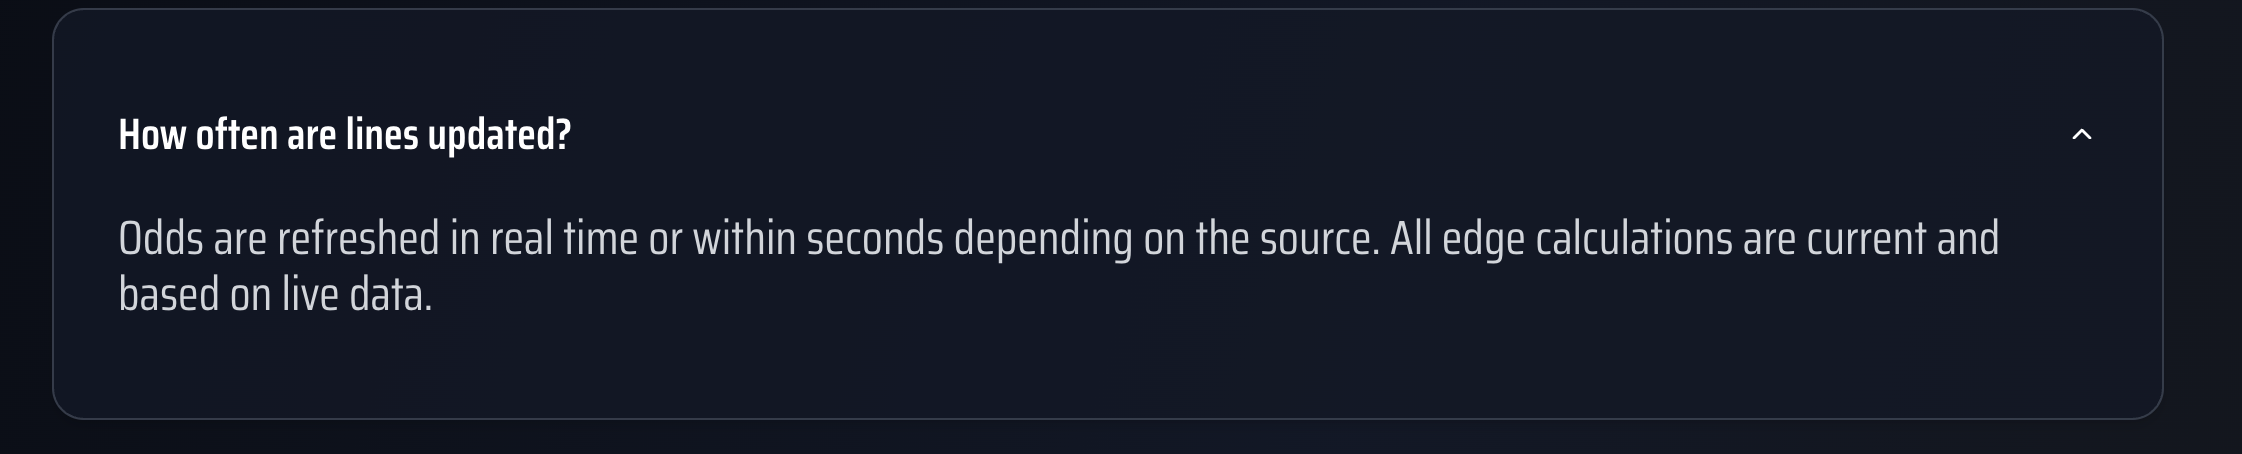 How often are lines updated?
Odds are refreshed in real time or within seconds depending on the source. All edge calculations are current and
based on live data.